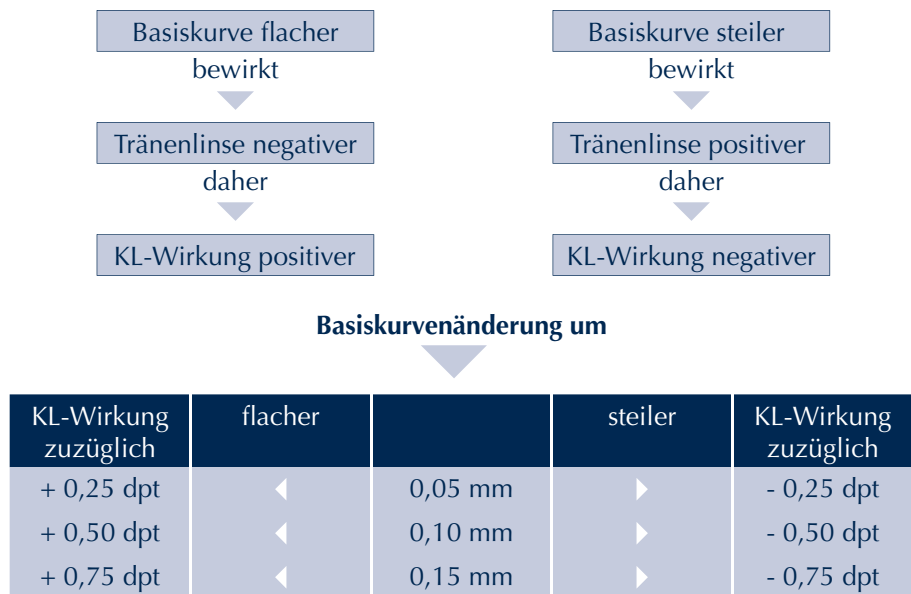 Basiskurve flacher
bewirkt
Tränenlinse negativer
daher
KL-Wirkung positiver
Basiskurve steiler
bewirkt
Tränenlinse positiver
daher
KL-Wirkung negativer
Basiskurvenänderung um
KL-Wirkung zuzüglich flacher steiler KL-Wirkung zuzüglich
+ 0,25 dpt 0,05 mm - 0,25 dpt
+ 0,50 dpt 0,10 mm - 0,50 dpt
+ 0,75 dpt 0,15 mm - 0,75 dpt